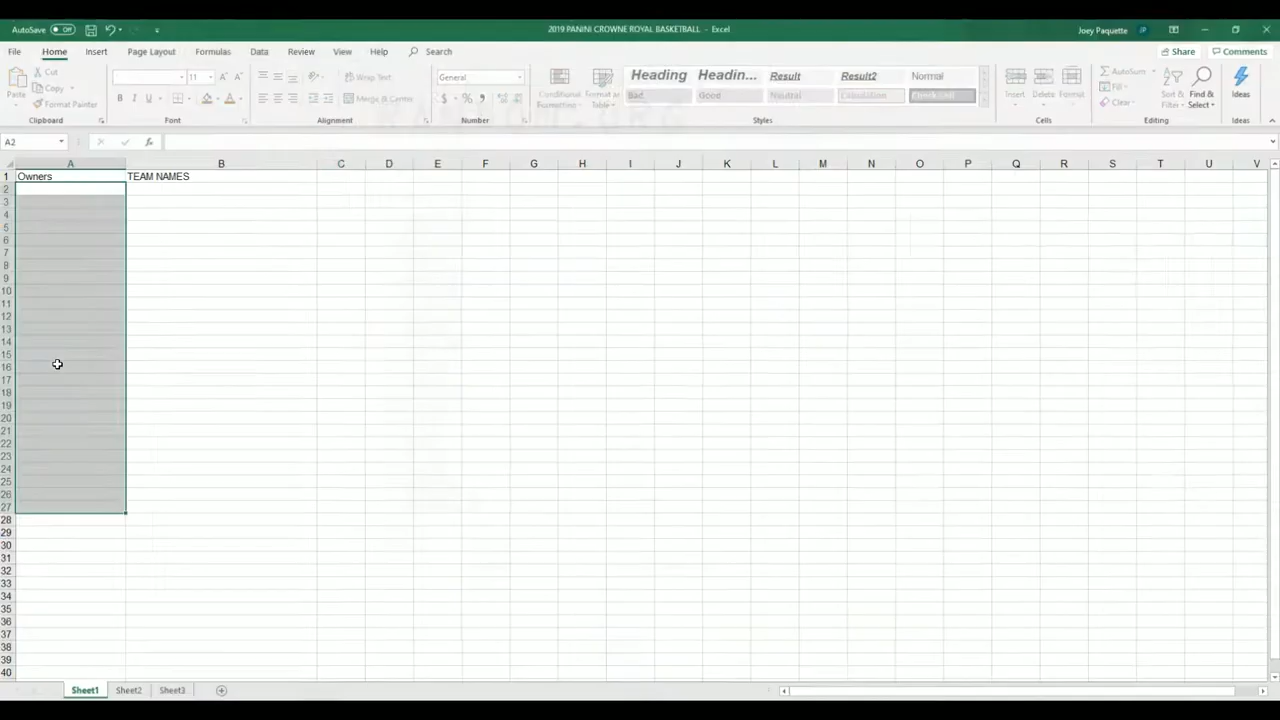 AutoSave Off 2019 PANINI CROWNE ROYAL BASKETBALL - Excel Joey Paquette JP
File Home Insert Page Layout Formulas Data Review View Help Search Share Comments
Cut
Copy
Format Painter
Paste
Clipboard
11
B I U
Font
Wrap Text
Merge & Center
Alignment
General
$ % ,
Number
Conditional Formatting
Format as Table
Heading Headin... Result Result2 Normal
Bad Good Neutral Calculation Check Cell
Styles
Insert Delete Format
Cells
AutoSum
Fill
Clear
Sort & Filter
Find & Select
Editing
Ideas
Ideas
A2 fx
A B C D E F G H I J K L M N O P Q R S T U V
1 Owners TEAM NAMES
2
3
4
5
6
7
8
9
10
11
12
13
14
15
16
17
18
19
20
21
22
23
24
25
26
27
28
29
30
31
32
33
34
35
36
37
38
39
40
Sheet1 Sheet2 Sheet3